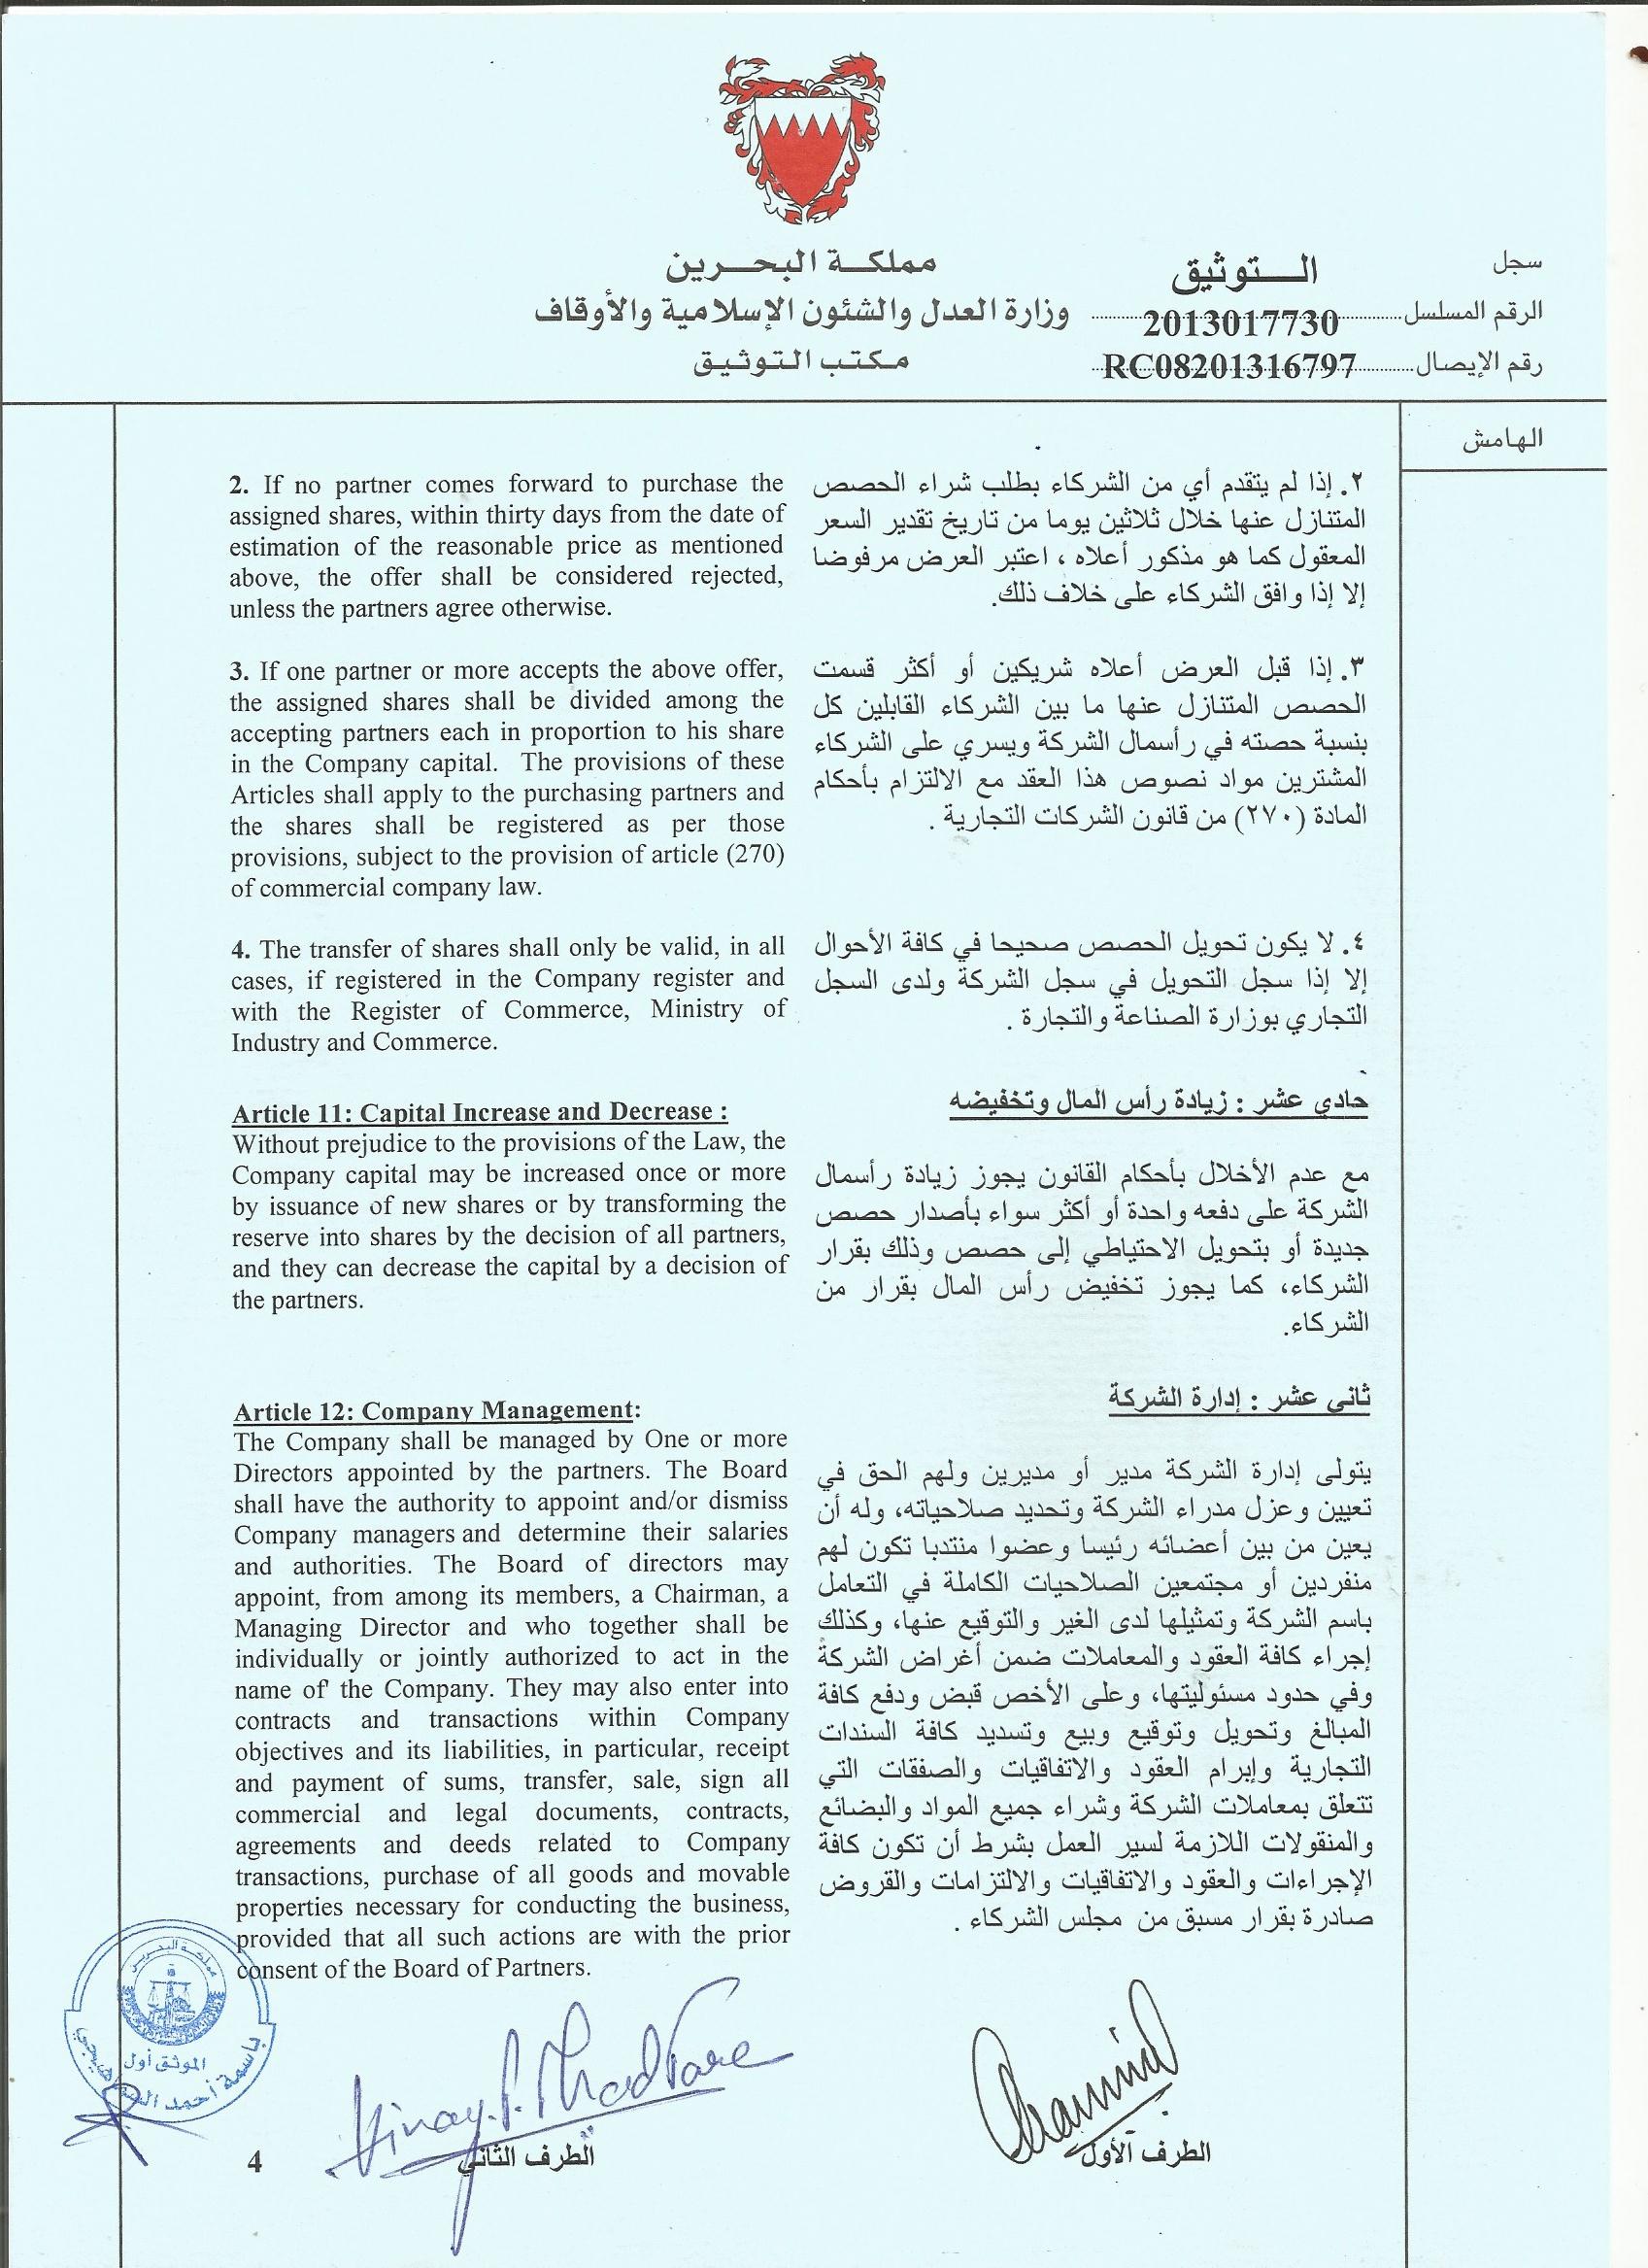 مملكة البحرين
وزارة العدل والشئون الإسلامية والأوقاف
مكتب التوثيق
سجل التوثيق
الرقم المسلسل 2013017730
رقم الإيصال RC08201316797
الهامش
2. If no partner comes forward to purchase the
assigned shares, within thirty days from the date of
estimation of the reasonable price as mentioned
above, the offer shall be considered rejected,
unless the partners agree otherwise.
٢. إذا لم يتقدم أي من الشركاء بطلب شراء الحصص
المتنازل عنها خلال ثلاثين يوما من تاريخ تقدير السعر
المعقول كما هو مذكور أعلاه ، اعتبر العرض مرفوضا
إلا إذا وافق الشركاء على خلاف ذلك.
3. If one partner or more accepts the above offer,
the assigned shares shall be divided among the
accepting partners each in proportion to his share
in the Company capital. The provisions of these
Articles shall apply to the purchasing partners and
the shares shall be registered as per those
provisions, subject to the provision of article (270)
of commercial company law.
٣. إذا قبل العرض أعلاه شريكين أو أكثر قسمت
الحصص المتنازل عنها ما بين الشركاء القابلين كل
بنسبة حصته في رأسمال الشركة ويسري على الشركاء
المشترين مواد نصوص هذا العقد مع الالتزام بأحكام
المادة (٢٧٠) من قانون الشركات التجارية .
4. The transfer of shares shall only be valid, in all
cases, if registered in the Company register and
with the Register of Commerce, Ministry of
Industry and Commerce.
٤. لا يكون تحويل الحصص صحيحا في كافة الأحوال
إلا إذا سجل التحويل في سجل الشركة ولدى السجل
التجاري بوزارة الصناعة والتجارة .
Article 11: Capital Increase and Decrease :
Without prejudice to the provisions of the Law, the
Company capital may be increased once or more
by issuance of new shares or by transforming the
reserve into shares by the decision of all partners,
and they can decrease the capital by a decision of
the partners.
حادي عشر : زيادة رأس المال وتخفيضه
مع عدم الأخلال بأحكام القانون يجوز زيادة رأسمال
الشركة على دفعه واحدة أو أكثر سواء بأصدار حصص
جديدة أو بتحويل الاحتياطي إلى حصص وذلك بقرار
الشركاء، كما يجوز تخفيض رأس المال بقرار من
الشركاء.
Article 12: Company Management:
The Company shall be managed by One or more
Directors appointed by the partners. The Board
shall have the authority to appoint and/or dismiss
Company managers and determine their salaries
and authorities. The Board of directors may
appoint, from among its members, a Chairman, a
Managing Director and who together shall be
individually or jointly authorized to act in the
name of the Company. They may also enter into
contracts and transactions within Company
objectives and its liabilities, in particular, receipt
and payment of sums, transfer, sale, sign all
commercial and legal documents, contracts,
agreements and deeds related to Company
transactions, purchase of all goods and movable
properties necessary for conducting the business,
provided that all such actions are with the prior
consent of the Board of Partners.
ثاني عشر : إدارة الشركة
يتولى إدارة الشركة مدير أو مديرين ولهم الحق في
تعيين وعزل مدراء الشركة وتحديد صلاحياته، وله أن
يعين من بين أعضائه رئيسا وعضوا منتدبا تكون لهم
منفردين أو مجتمعين الصلاحيات الكاملة في التعامل
باسم الشركة وتمثيلها لدى الغير والتوقيع عنها، وكذلك
إجراء كافة العقود والمعاملات ضمن أغراض الشركة
وفي حدود مسئوليتها، وعلى الأخص قبض ودفع كافة
المبالغ وتحويل وتوقيع وبيع وتسديد كافة السندات
التجارية وإبرام العقود والاتفاقيات والصفقات التي
تتعلق بمعاملات الشركة وشراء جميع المواد والبضائع
والمنقولات اللازمة لسير العمل بشرط أن تكون كافة
الإجراءات والعقود والاتفاقيات والالتزامات والقروض
صادرة بقرار مسبق من مجلس الشركاء .
مملكة البحرين
الموثق أول
باسمة أحمد
الطرف الأول
الطرف الثاني
4